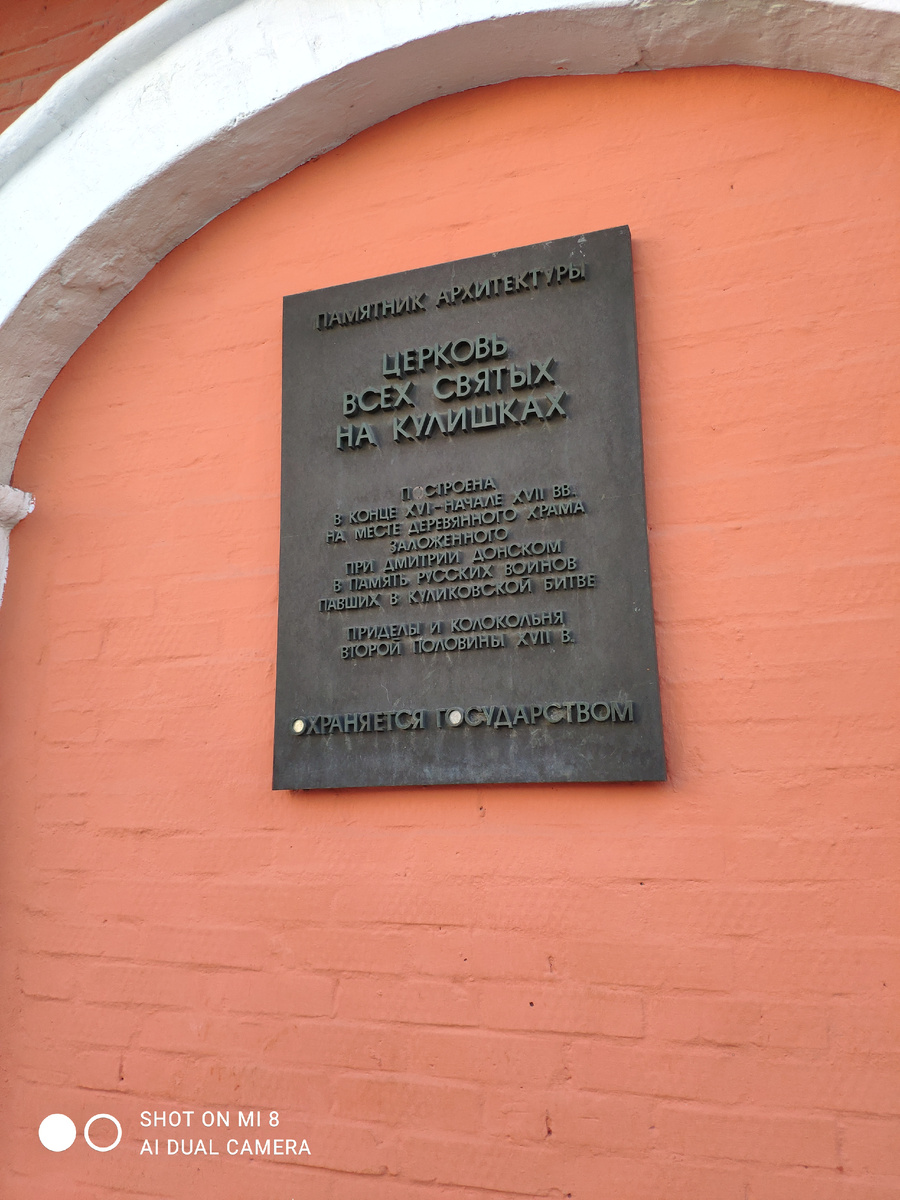 ПАМЯТНИК АРХИТЕКТУРЫ
ЦЕРКОВЬ
ВСЕХ СВЯТЫХ
НА КУЛИШКАХ
ПОСТРОЕНА
В КОНЦЕ XVI-НАЧАЛЕ XVII ВВ.
НА МЕСТЕ ДЕРЕВЯННОГО ХРАМА
ЗАЛОЖЕННОГО
ПРИ ДМИТРИИ ДОНСКОМ
В ПАМЯТЬ РУССКИХ ВОИНОВ
ПАВШИХ В КУЛИКОВСКОЙ БИТВЕ
ПРИДЕЛЫ И КОЛОКОЛЬНЯ
ВТОРОЙ ПОЛОВИНЫ XVII В.
ОХРАНЯЕТСЯ ГОСУДАРСТВОМ
SHOT ON MI 8
AI DUAL CAMERA